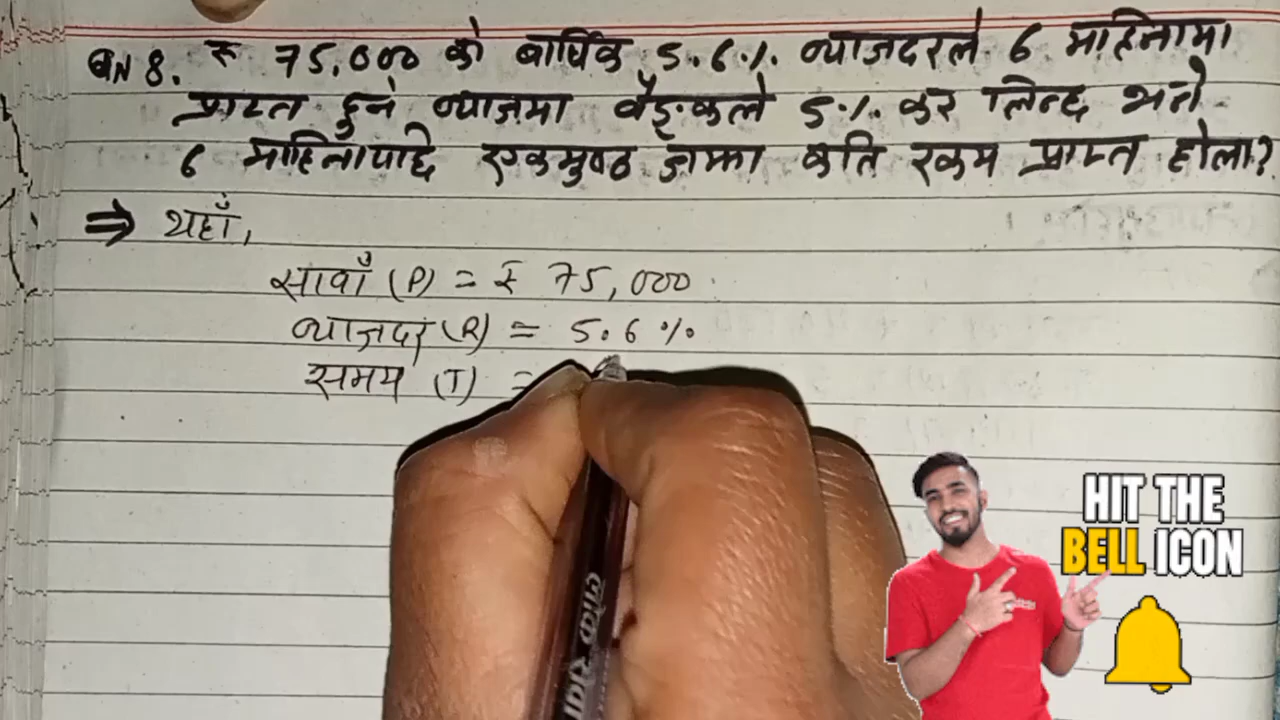 QN 8. रु 75,000 को वार्षिक 5.6% व्याजदरले 6 महिनामा
प्राप्त हुने व्याजमा बैङ्कले 5% कर लिन्छ भने
6 महिनापछि एकमुष्ठ जम्मा कति रकम प्राप्त होला?
⇒ यहाँ,
सावाँ (P) = रु 75,000
व्याजदर (R) = 5.6 %
समय (T) =
HIT THE
BELL ICON